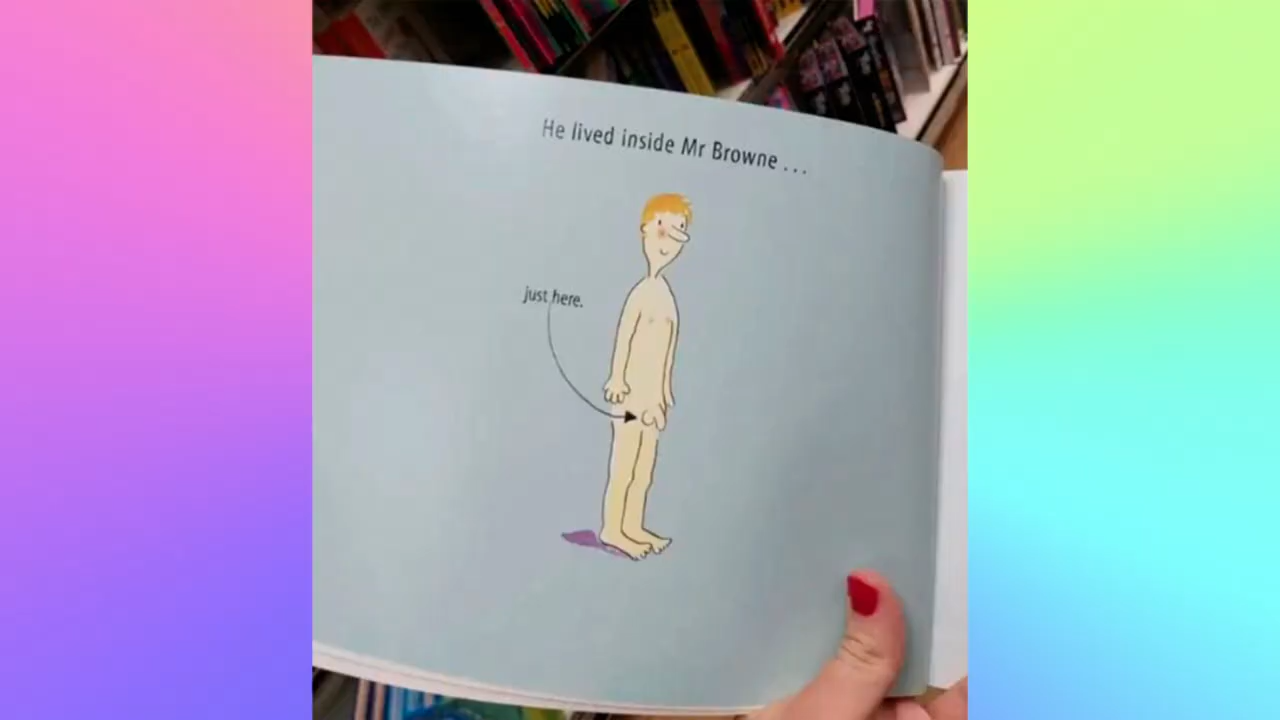 He lived inside Mr Browne . . .
just here.